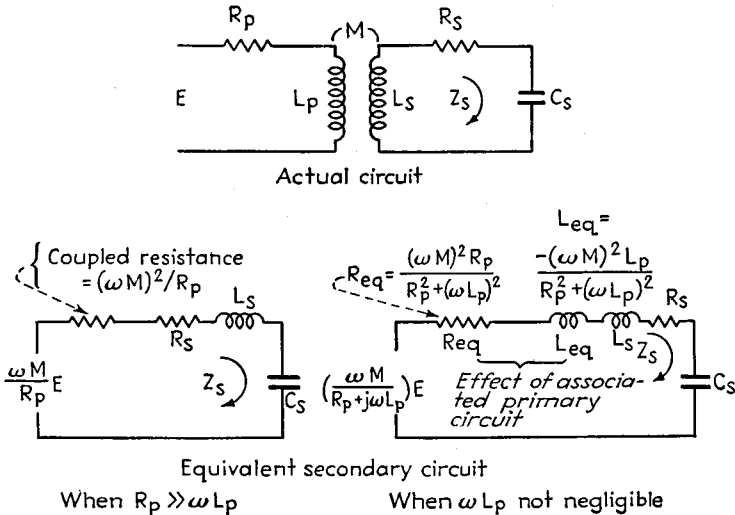 Rp
M
Rs
E
Lp
Ls
Zs
Cs
Actual circuit
Coupled resistance
= (ωM)²/Rp
Ls
Rs
ωM/Rp E
Zs
Cs
Leq =
-(ωM)² Lp / Rp² + (ωLp)²
Req = (ωM)² Rp / Rp² + (ωLp)²
Rs
Req
Leq
Ls
Zs
(ωM / Rp + jωLp) E
Effect of associa-
ted primary
circuit
Cs
Equivalent secondary circuit
When Rp >> ωLp
When ωLp not negligible